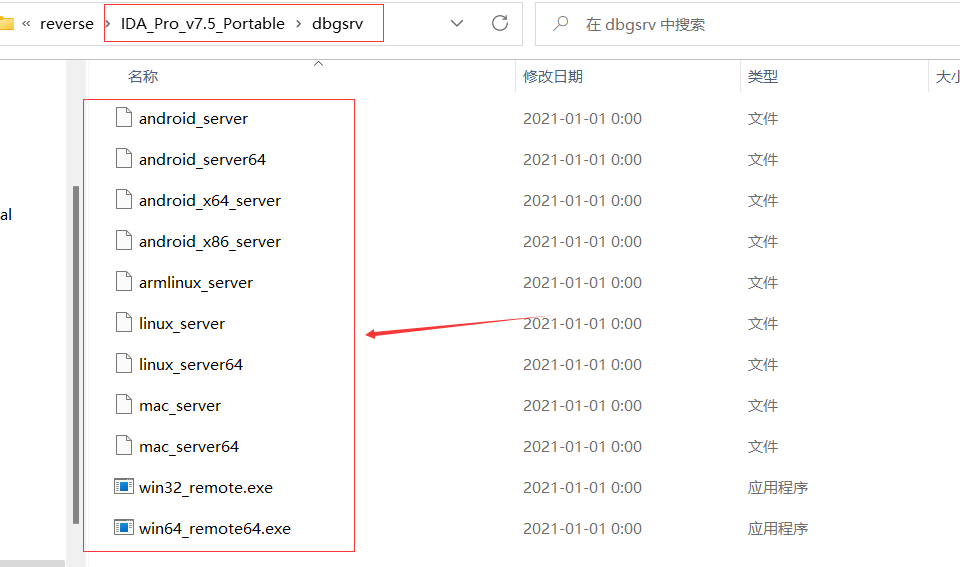 « reverse › IDA_Pro_v7.5_Portable › dbgsrv
在 dbgsrv 中搜索
名称 修改日期 类型 大小
android_server 2021-01-01 0:00 文件
android_server64 2021-01-01 0:00 文件
android_x64_server 2021-01-01 0:00 文件
al
android_x86_server 2021-01-01 0:00 文件
armlinux_server 2021-01-01 0:00 文件
linux_server 2021-01-01 0:00 文件
linux_server64 2021-01-01 0:00 文件
mac_server 2021-01-01 0:00 文件
mac_server64 2021-01-01 0:00 文件
win32_remote.exe 2021-01-01 0:00 应用程序
win64_remote64.exe 2021-01-01 0:00 应用程序